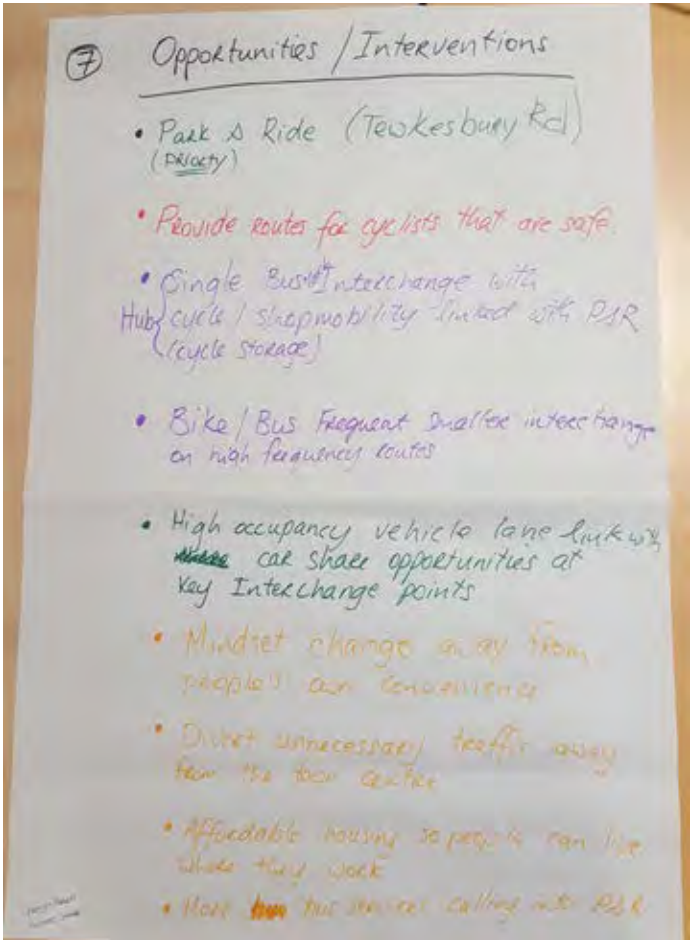 7
Opportunities / Interventions
• Park & Ride (Tewkesbury Rd)
(PRIORTY)
• Provide Routes for cyclists that are safe.
• Single Bus Interchange with
Hub cycle / shopmobility linked with P&R
(cycle storage)
• Bike / Bus Frequent smaller interchange
on high frequency routes
• High occupancy vehicle lane link with
car share opportunities at
Key Interchange points
• Mindset change away from
people's own convenience
• Divert unnecessary traffic away
from the town centre
• Affordable housing so people can live
where they work
• More bus services calling into P&R